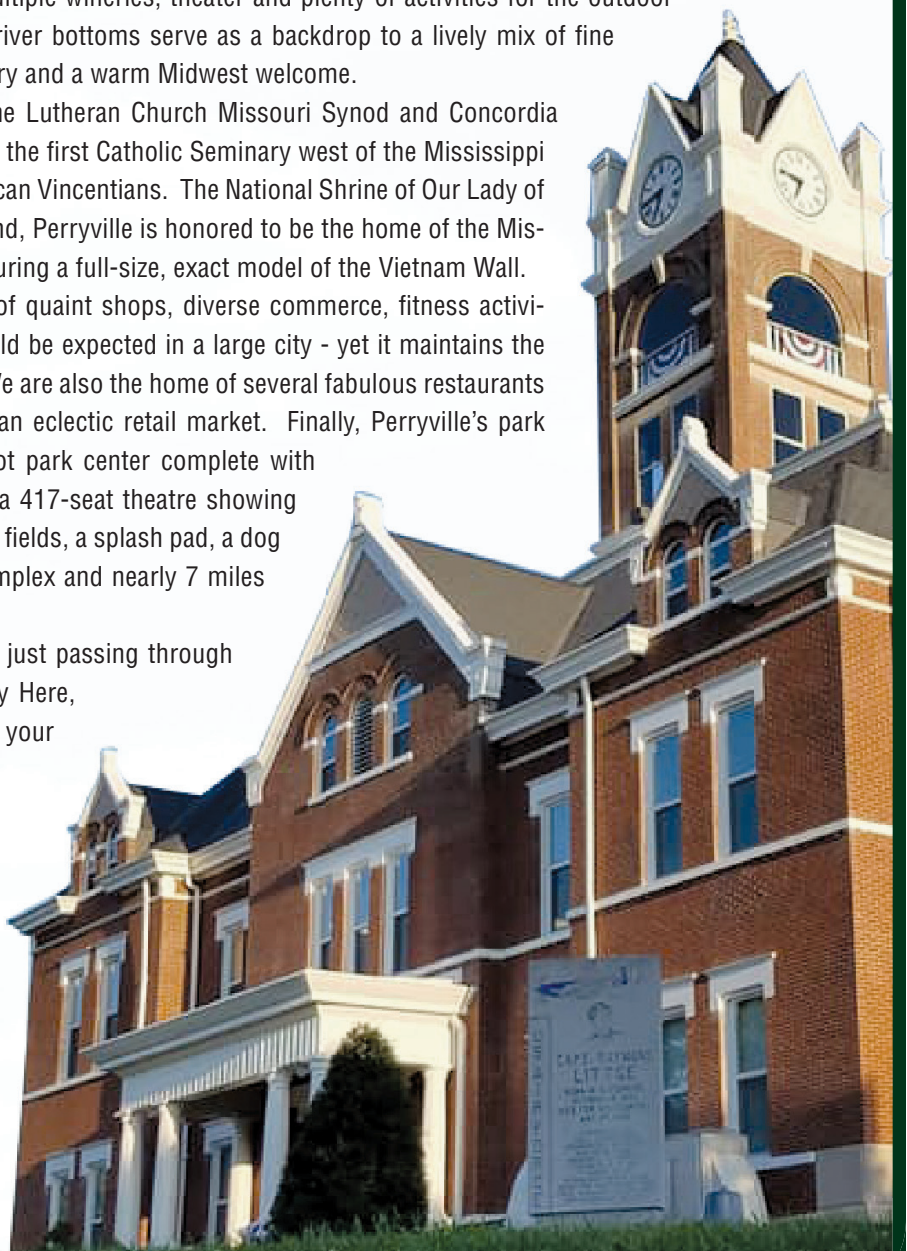 ultiple wineries, theater and plenty of activities for the outdoor
river bottoms serve as a backdrop to a lively mix of fine
ry and a warm Midwest welcome.
he Lutheran Church Missouri Synod and Concordia
the first Catholic Seminary west of the Mississippi
can Vincentians. The National Shrine of Our Lady of
nd, Perryville is honored to be the home of the Mis-
uring a full-size, exact model of the Vietnam Wall.
of quaint shops, diverse commerce, fitness activi-
ld be expected in a large city - yet it maintains the
We are also the home of several fabulous restaurants
an eclectic retail market. Finally, Perryville's park
ot park center complete with
a 417-seat theatre showing
fields, a splash pad, a dog
mplex and nearly 7 miles
just passing through
y Here,
your
CAPT. RAYMOND
LITTGE